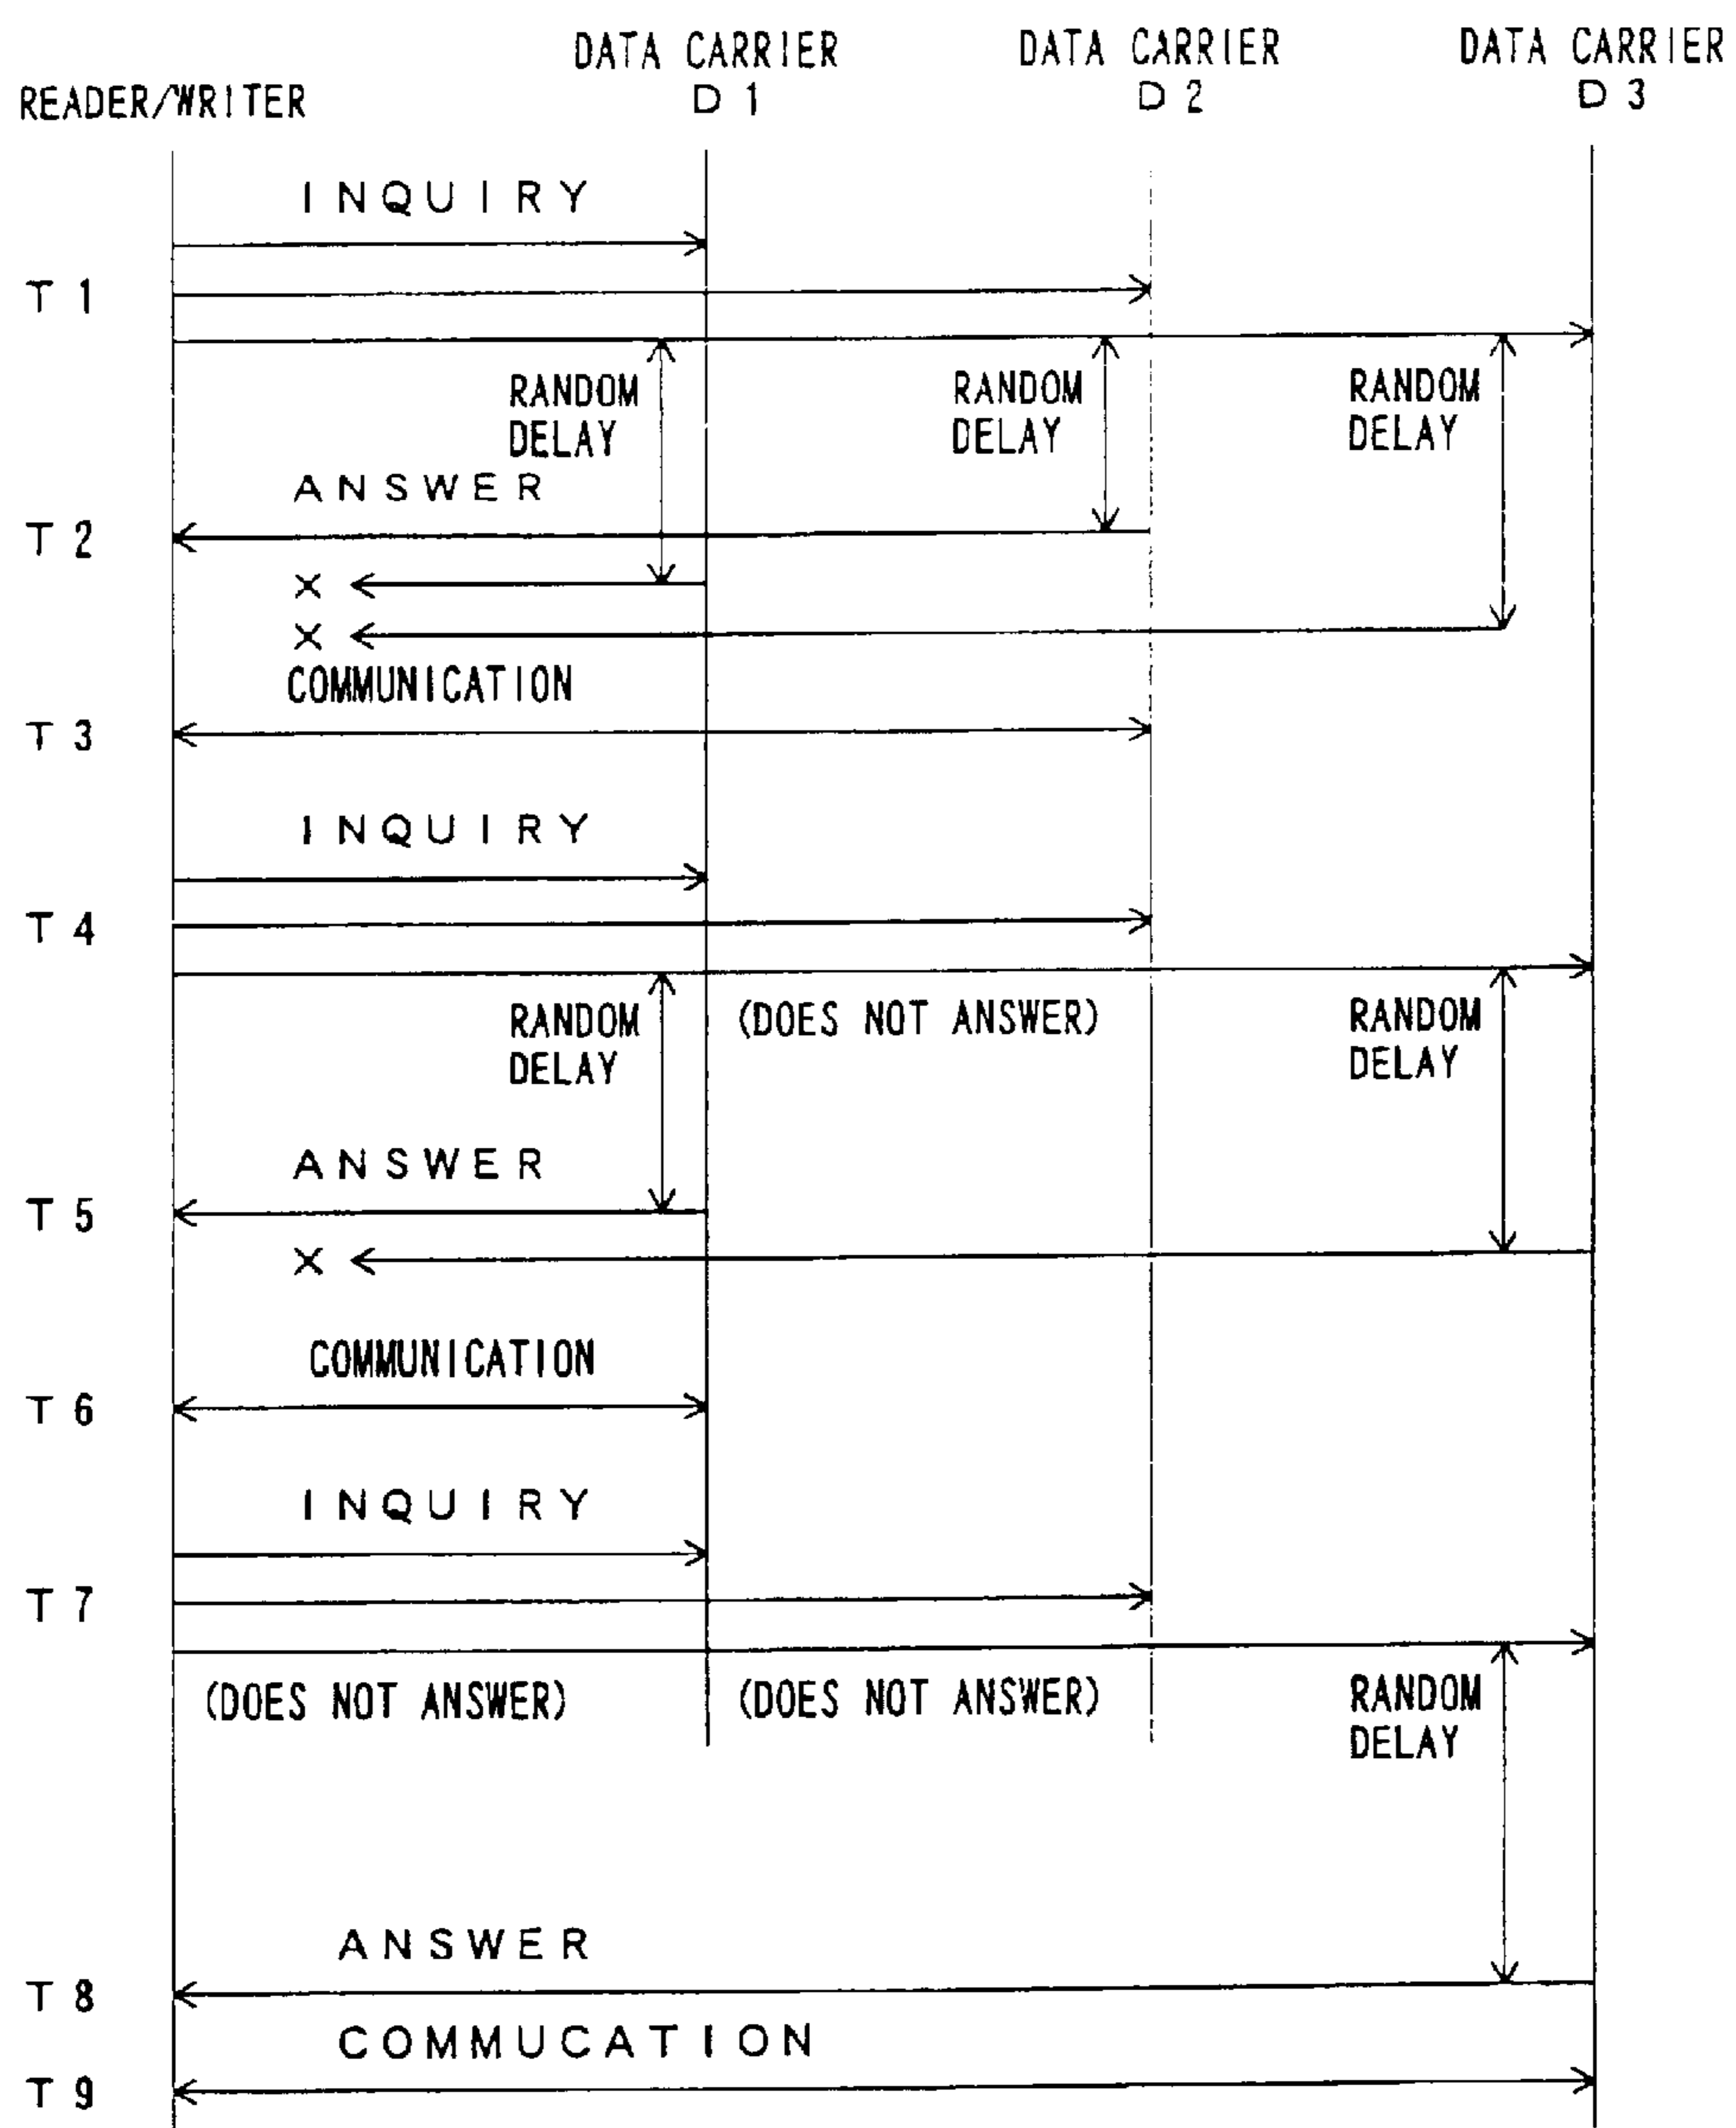 DATA CARRIER DATA CARRIER DATA CARRIER
READER/WRITER D 1 D 2 D 3
INQUIRY
T 1
RANDOM RANDOM RANDOM
DELAY DELAY DELAY
ANSWER
T 2
×
×
COMMUNICATION
T 3
INQUIRY
T 4
RANDOM (DOES NOT ANSWER) RANDOM
DELAY DELAY
ANSWER
T 5
×
COMMUNICATION
T 6
INQUIRY
T 7
(DOES NOT ANSWER) (DOES NOT ANSWER) RANDOM
DELAY
ANSWER
T 8
COMMUCATION
T 9